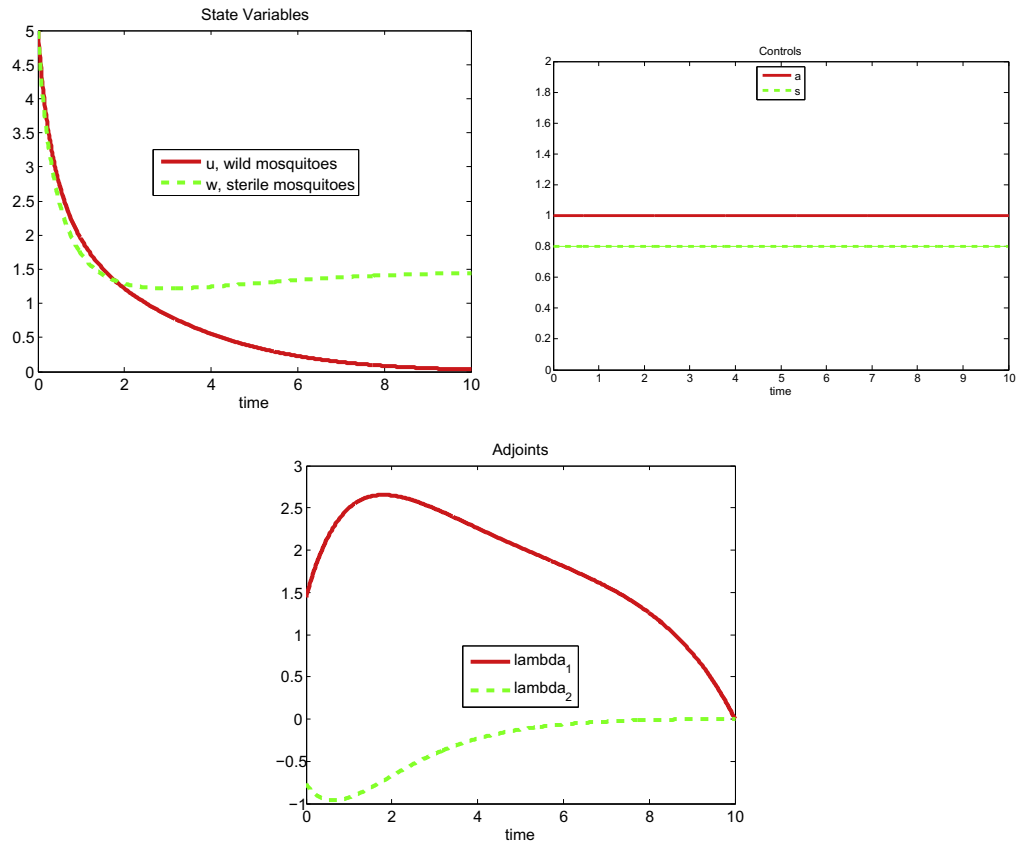 State Variables
5
4.5
4
3.5
3
2.5
2
1.5
1
0.5
0
u, wild mosquitoes
w, sterile mosquitoes
0 2 4 6 8 10
time
Controls
2
1.8
1.6
1.4
1.2
1
0.8
0.6
0.4
0.2
0
a
s
0 1 2 3 4 5 6 7 8 9 10
time
Adjoints
3
2.5
2
1.5
1
0.5
0
−0.5
−1
lambda1
lambda2
0 2 4 6 8 10
time